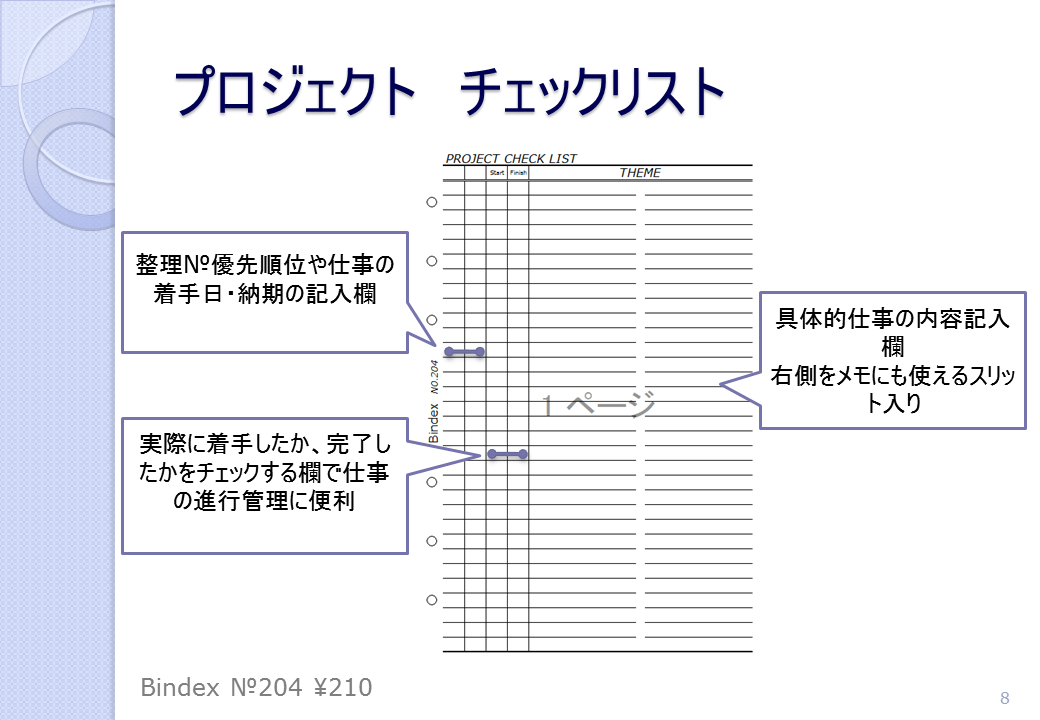 プロジェクト　チェックリスト
PROJECT CHECK LIST
Start Finish THEME
整理№優先順位や仕事の
着手日・納期の記入欄
具体的仕事の内容記入
欄
右側をメモにも使えるスリッ
ト入り
Bindex NO.204
1 ページ
実際に着手したか、完了し
たかをチェックする欄で仕事
の進行管理に便利
Bindex №204 ¥210
8